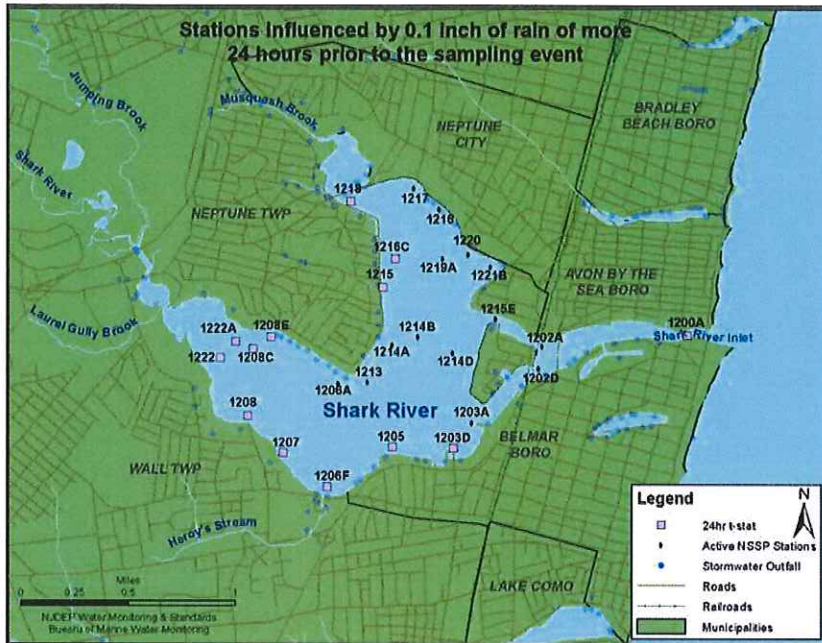 Stations Influenced by 0.1 inch of rain of more
24 hours prior to the sampling event
Jumping Brook
Musquash Brook
NEPTUNE
CITY
BRADLEY
BEACH BORO
Shark River
NEPTUNE TWP
1218
1217
1216
1216C
1220
1219A
1221B
1215
AVON BY THE
SEA BORO
1215E
Laurel Gully Brook
1222A
1208E
1214B
1202A
1200A
Shark River Inlet
1222
1208C
1214A
1214D
1213
1202D
1206A
1208
Shark River
1203A
1207
1205
1203D
BELMAR
BORO
WALL TWP
1206F
Heroy's Stream
Legend
N
24hr t-stat
Active NSSP Stations
Stormwater Outfall
Roads
Railroads
Municipalities
LAKE COMO
Miles
0 0.5 1
NJDEP Water Monitoring & Standards
Bureau of Marine Water Monitoring